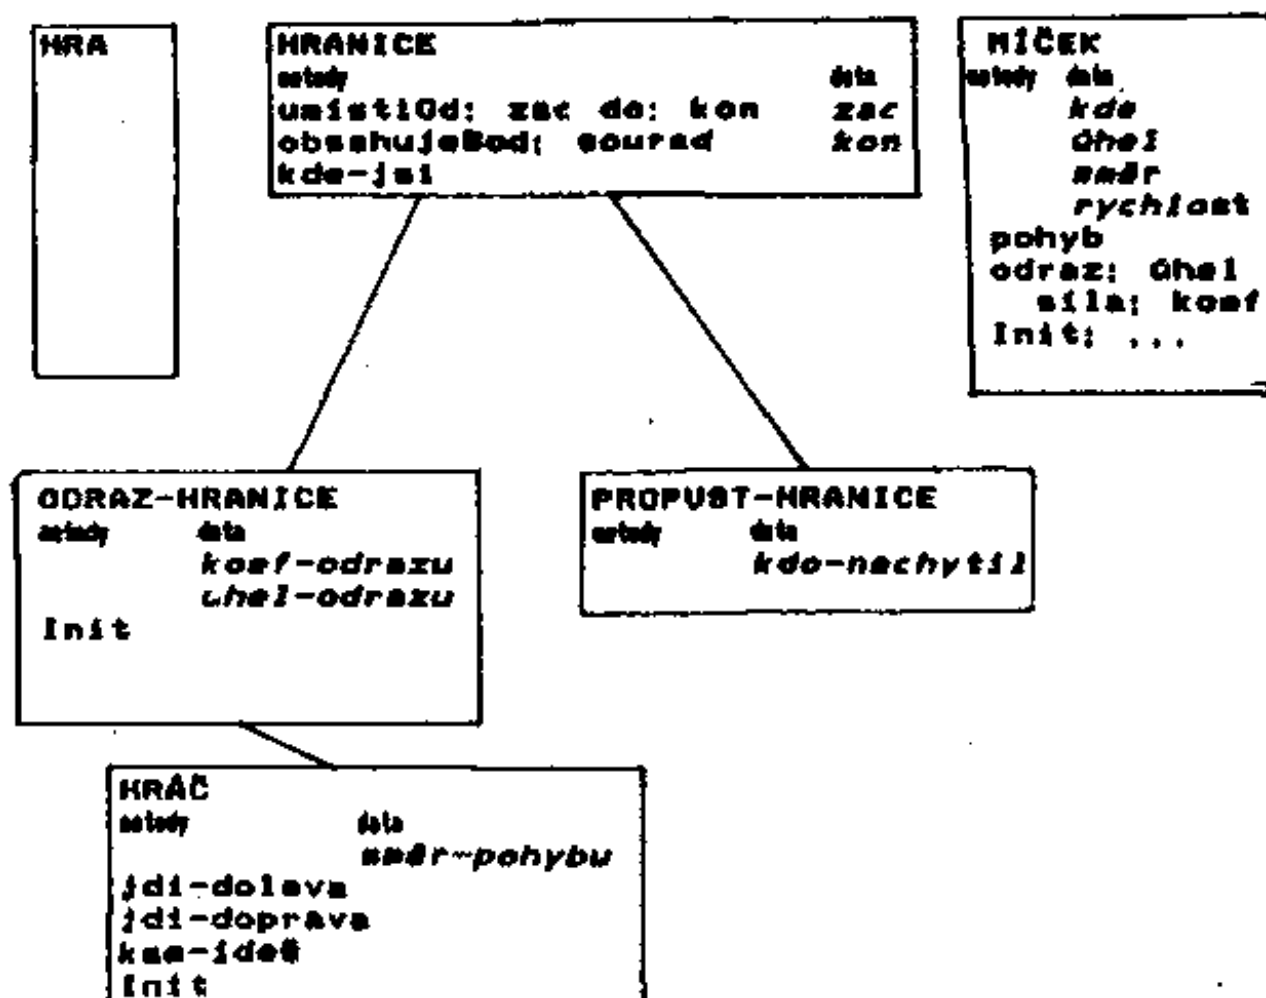 HRA
HRANICE
metody data
umístiOd: zac do: kon zac
obsahujeBod: souřad kon
kde-jsi
MÍČEK
metody data
kde
úhel
směr
rychlost
pohyb
odraz: úhel
síla: koef
Init: ...
ODRAZ-HRANICE
metody data
koef-odrazu
úhel-odrazu
Init
PROPUST-HRANICE
metody data
kdo-nechytil
HRÁČ
metody data
směr-pohybu
jdi-doleva
jdi-doprava
kam-ideš
Init